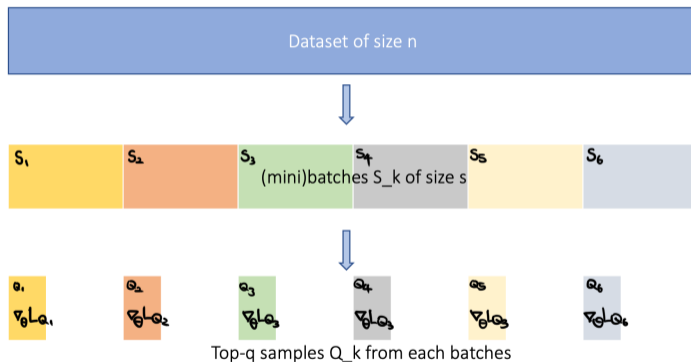 Dataset of size n
S₁ S₂ S₃ S₄ S₅ S₆
(mini)batches S_k of size s
Q₁ Q₂ Q₃ Q₄ Q₅ Q₆
∇θLQ₁ ∇θLQ₂ ∇θLQ₃ ∇θLQ₃ ∇θLQ₅ ∇θLQ₆
Top-q samples Q_k from each batches